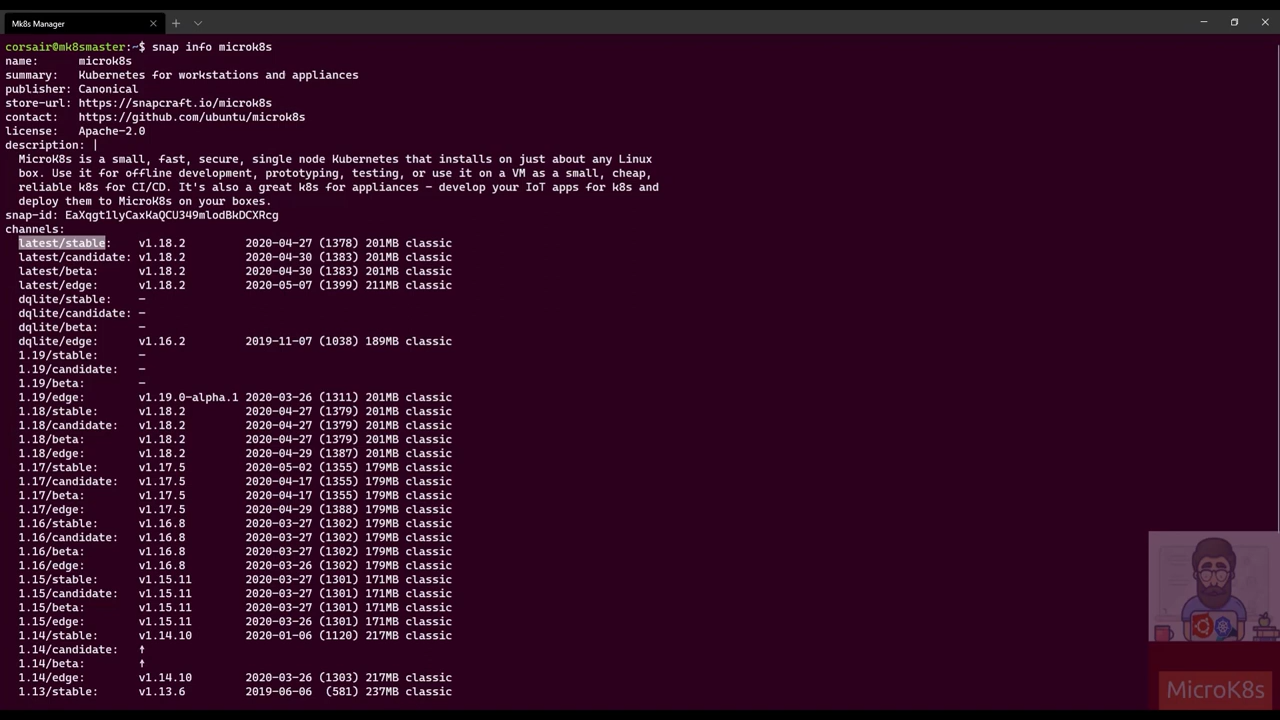 Mk8s Manager
corsair@mk8smaster:~$ snap info microk8s
name:      microk8s
summary:   Kubernetes for workstations and appliances
publisher: Canonical
store-url: https://snapcraft.io/microk8s
contact:   https://github.com/ubuntu/microk8s
license:   Apache-2.0
description: |
  MicroK8s is a small, fast, secure, single node Kubernetes that installs on just about any Linux
  box. Use it for offline development, prototyping, testing, or use it on a VM as a small, cheap,
  reliable k8s for CI/CD. It's also a great k8s for appliances - develop your IoT apps for k8s and
  deploy them to MicroK8s on your boxes.
snap-id: EaXqgt1lyCaxKaQCU349mlodBkDCXRcg
channels:
  latest/stable:    v1.18.2         2020-04-27 (1378) 201MB classic
  latest/candidate: v1.18.2         2020-04-30 (1383) 201MB classic
  latest/beta:      v1.18.2         2020-04-30 (1383) 201MB classic
  latest/edge:      v1.18.2         2020-05-07 (1399) 211MB classic
  dqlite/stable:    –
  dqlite/candidate: –
  dqlite/beta:      –
  dqlite/edge:      v1.16.2         2019-11-07 (1038) 189MB classic
  1.19/stable:      –
  1.19/candidate:   –
  1.19/beta:        –
  1.19/edge:        v1.19.0-alpha.1 2020-03-26 (1311) 201MB classic
  1.18/stable:      v1.18.2         2020-04-27 (1379) 201MB classic
  1.18/candidate:   v1.18.2         2020-04-27 (1379) 201MB classic
  1.18/beta:        v1.18.2         2020-04-27 (1379) 201MB classic
  1.18/edge:        v1.18.2         2020-04-29 (1387) 201MB classic
  1.17/stable:      v1.17.5         2020-05-02 (1355) 179MB classic
  1.17/candidate:   v1.17.5         2020-04-17 (1355) 179MB classic
  1.17/beta:        v1.17.5         2020-04-17 (1355) 179MB classic
  1.17/edge:        v1.17.5         2020-04-29 (1388) 179MB classic
  1.16/stable:      v1.16.8         2020-03-27 (1302) 179MB classic
  1.16/candidate:   v1.16.8         2020-03-27 (1302) 179MB classic
  1.16/beta:        v1.16.8         2020-03-27 (1302) 179MB classic
  1.16/edge:        v1.16.8         2020-03-26 (1302) 179MB classic
  1.15/stable:      v1.15.11        2020-03-27 (1301) 171MB classic
  1.15/candidate:   v1.15.11        2020-03-27 (1301) 171MB classic
  1.15/beta:        v1.15.11        2020-03-27 (1301) 171MB classic
  1.15/edge:        v1.15.11        2020-03-26 (1301) 171MB classic
  1.14/stable:      v1.14.10        2020-01-06 (1120) 217MB classic
  1.14/candidate:   ↑
  1.14/beta:        ↑
  1.14/edge:        v1.14.10        2020-03-26 (1303) 217MB classic
  1.13/stable:      v1.13.6         2019-06-06  (581) 237MB classic
MicroK8s